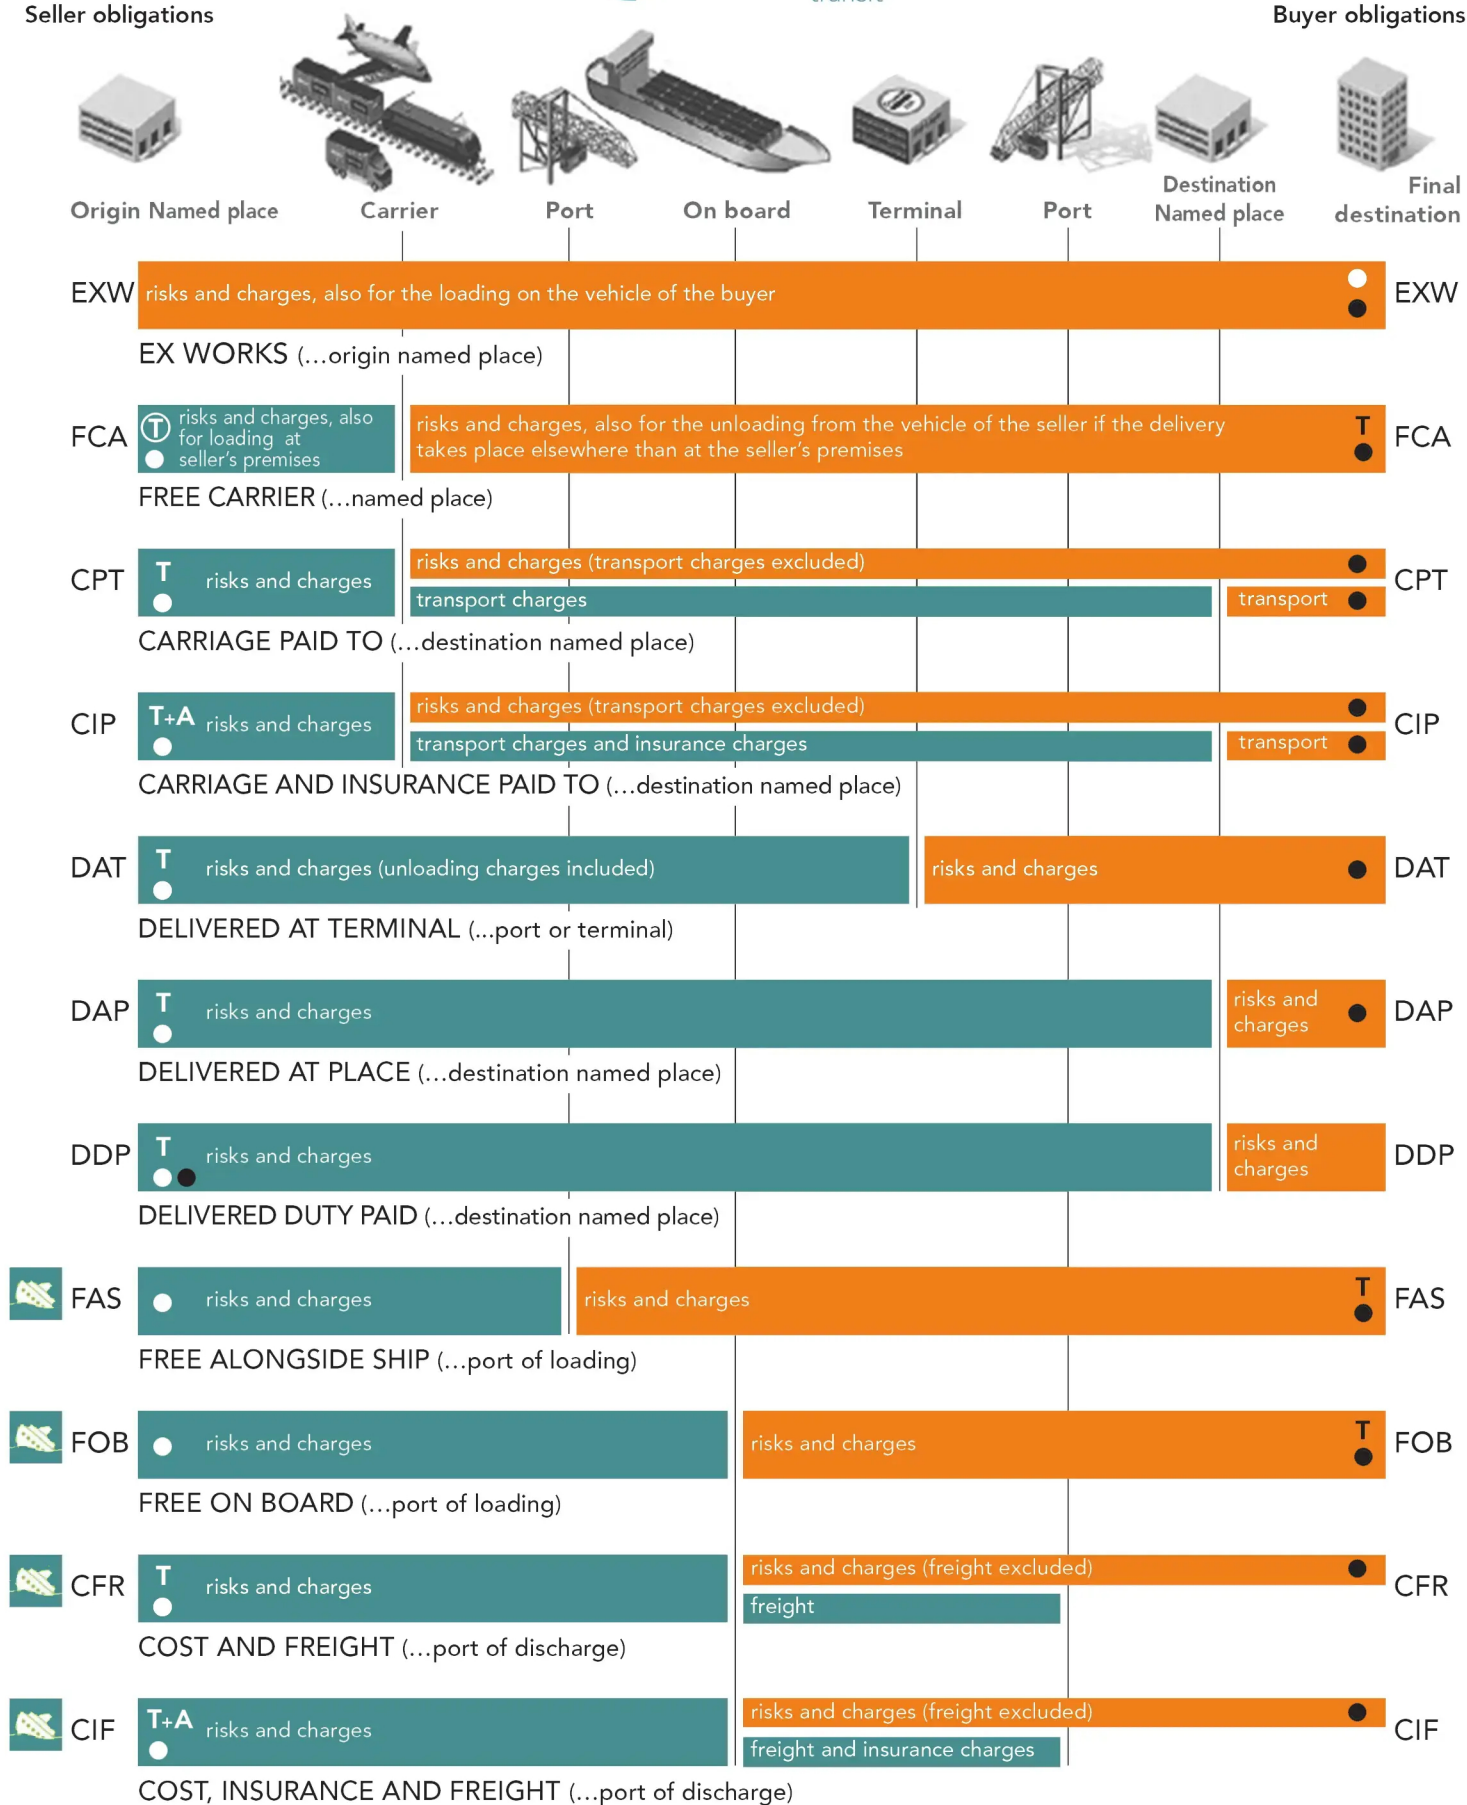 transit
Seller obligations
Buyer obligations
Origin Named place
Carrier
Port
On board
Terminal
Port
Destination
Named place
Final
destination
EXW
risks and charges, also for the loading on the vehicle of the buyer
EXW
EX WORKS (...origin named place)
FCA
T
risks and charges, also
for loading at
seller's premises
risks and charges, also for the unloading from the vehicle of the seller if the delivery
takes place elsewhere than at the seller's premises
T
FCA
FREE CARRIER (...named place)
CPT
T
risks and charges
risks and charges (transport charges excluded)
transport charges
transport
CPT
CARRIAGE PAID TO (...destination named place)
CIP
T+A
risks and charges
risks and charges (transport charges excluded)
transport charges and insurance charges
transport
CIP
CARRIAGE AND INSURANCE PAID TO (...destination named place)
DAT
T
risks and charges (unloading charges included)
risks and charges
DAT
DELIVERED AT TERMINAL (...port or terminal)
DAP
T
risks and charges
risks and
charges
DAP
DELIVERED AT PLACE (...destination named place)
DDP
T
risks and charges
risks and
charges
DDP
DELIVERED DUTY PAID (...destination named place)
FAS
risks and charges
risks and charges
T
FAS
FREE ALONGSIDE SHIP (...port of loading)
FOB
risks and charges
risks and charges
T
FOB
FREE ON BOARD (...port of loading)
CFR
T
risks and charges
risks and charges (freight excluded)
freight
CFR
COST AND FREIGHT (...port of discharge)
CIF
T+A
risks and charges
risks and charges (freight excluded)
freight and insurance charges
CIF
COST, INSURANCE AND FREIGHT (...port of discharge)